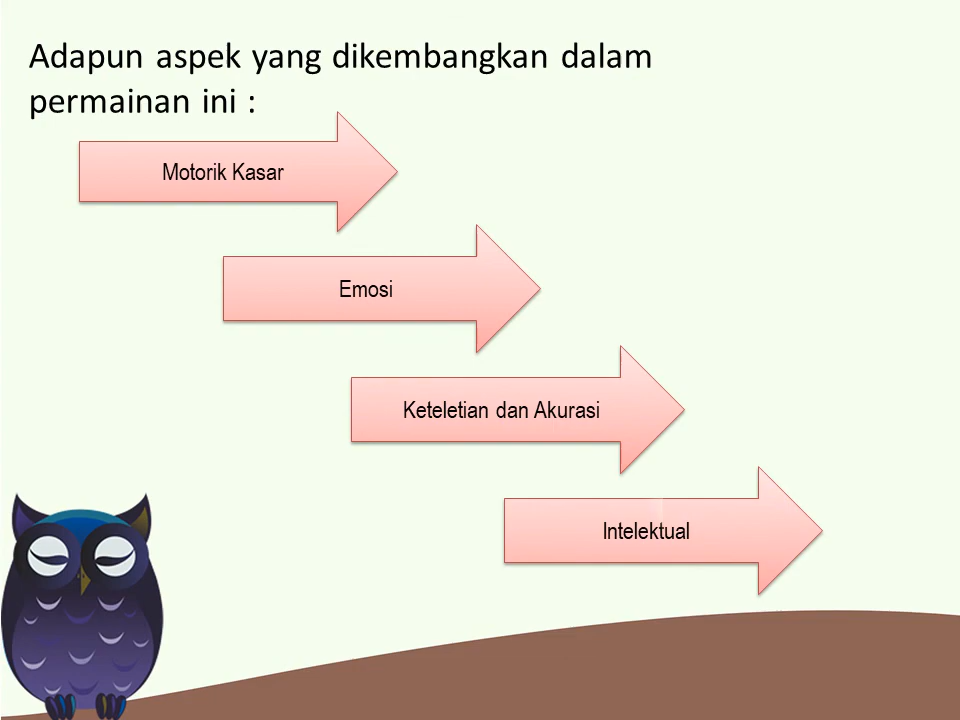 Adapun aspek yang dikembangkan dalam
permainan ini :
Motorik Kasar
Emosi
Keteletian dan Akurasi
Intelektual